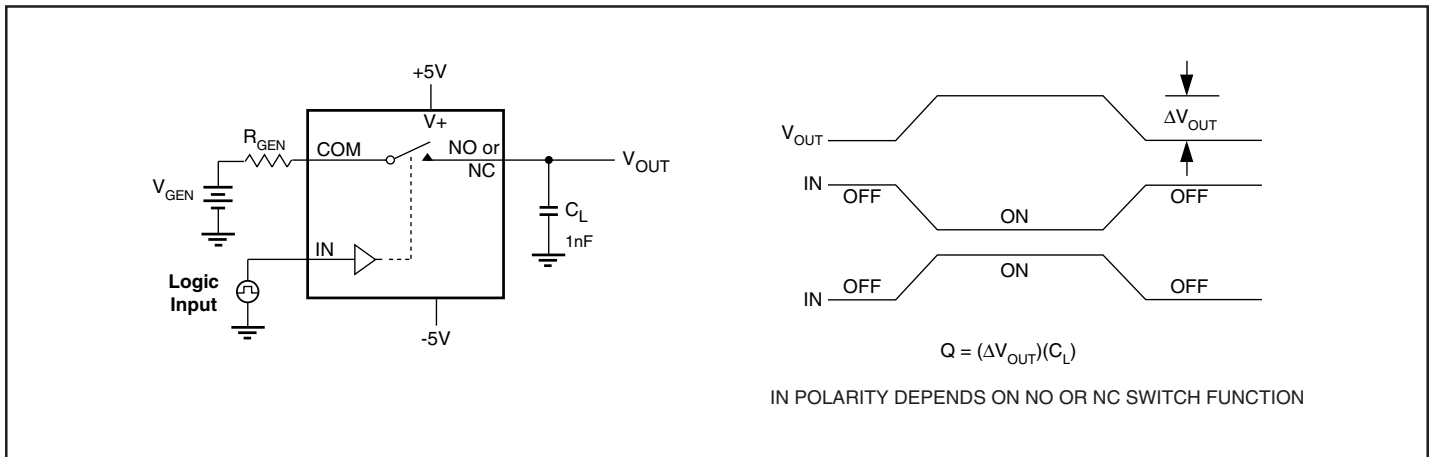 +5V
V+
R_GEN
COM
NO or
NC
V_OUT
V_GEN
C_L
1nF
IN
Logic
Input
-5V
V_OUT
ΔV_OUT
IN
OFF
ON
OFF
IN
OFF
ON
OFF
Q = (ΔV_OUT)(C_L)
IN POLARITY DEPENDS ON NO OR NC SWITCH FUNCTION